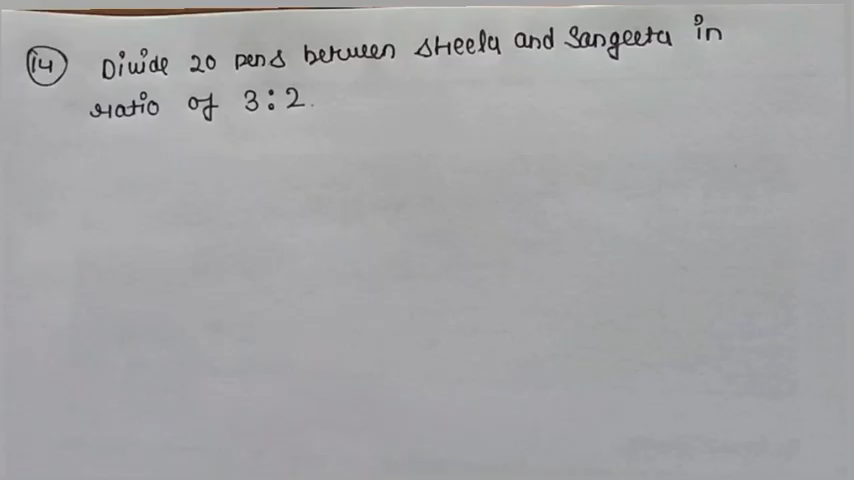 14 Divide 20 pens between Sheela and Sangeeta in
ratio of 3:2.